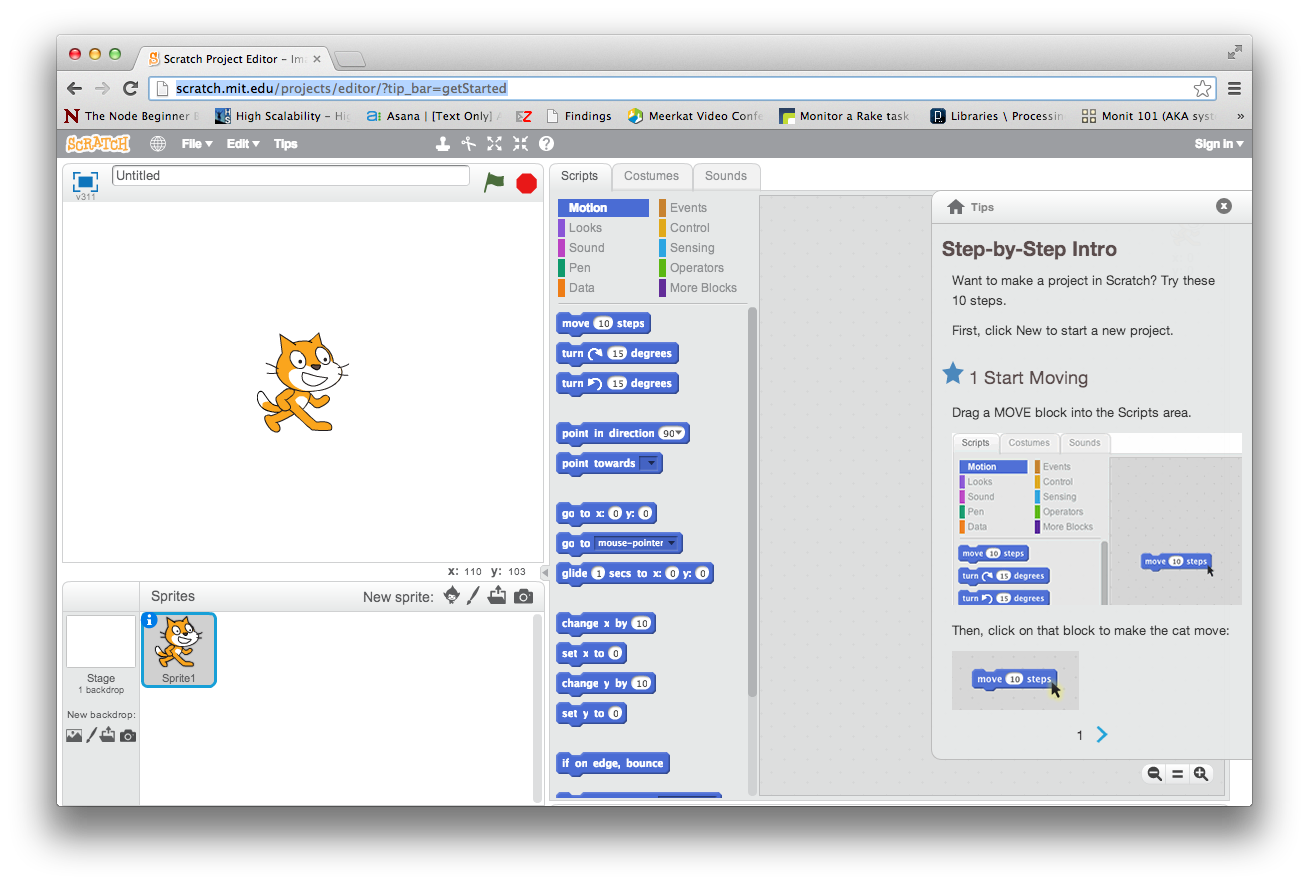 Scratch Project Editor – Im
scratch.mit.edu/projects/editor/?tip_bar=getStarted
The Node Beginner High Scalability – Asana | [Text Only] EZ Findings Meerkat Video Conf Monitor a Rake task Libraries \ Processin Monit 101 (AKA syst »
SCRATCH File Edit Tips Sign in
v311
Untitled
Scripts Costumes Sounds
Motion Events
Looks Control
Sound Sensing
Pen Operators
Data More Blocks
move 10 steps
turn 15 degrees
turn 15 degrees
point in direction 90
point towards
go to x: 0 y: 0
go to mouse-pointer
glide 1 secs to x: 0 y: 0
change x by 10
set x to 0
change y by 10
set y to 0
if on edge, bounce
X: 110 y: 103
Sprites New sprite:
Sprite1
Stage
1 backdrop
New backdrop:
Tips
Step-by-Step Intro
Want to make a project in Scratch? Try these
10 steps.
First, click New to start a new project.
1 Start Moving
Drag a MOVE block into the Scripts area.
Scripts Costumes Sounds
Motion Events
Looks Control
Sound Sensing
Pen Operators
Data More Blocks
move 10 steps
turn 15 degrees
turn 15 degrees
move 10 steps
Then, click on that block to make the cat move:
move 10 steps
1